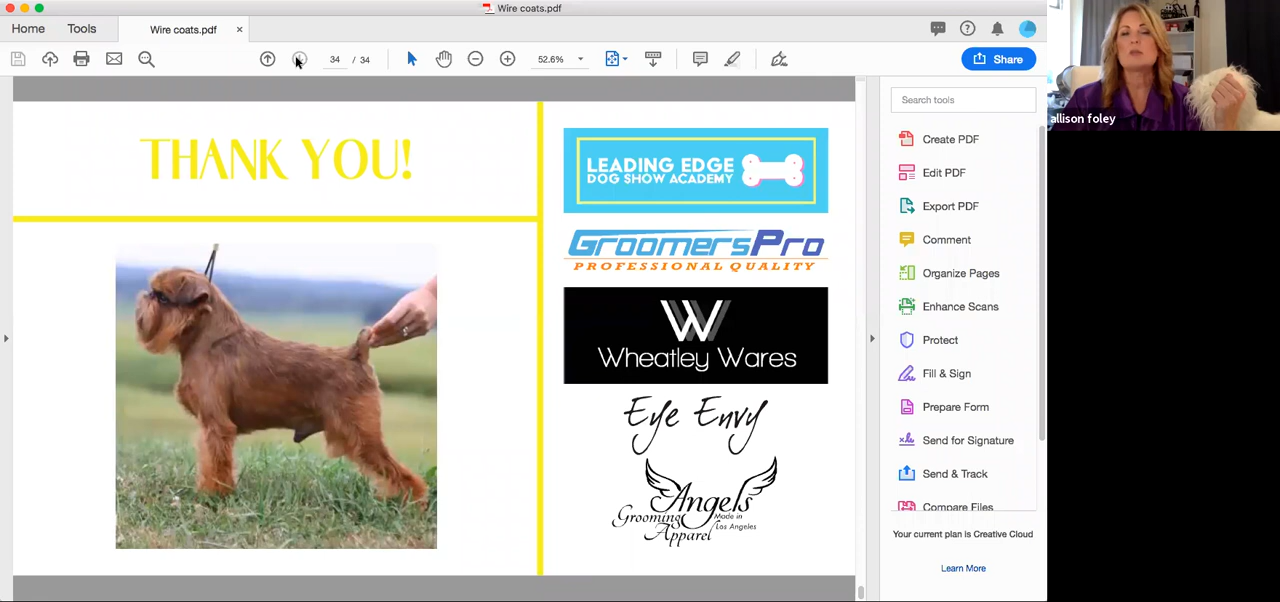 Wire coats.pdf
Home
Tools
Wire coats.pdf
×
34 / 34
52.6%
Share
THANK YOU!
LEADING EDGE
DOG SHOW ACADEMY
GROOMERSPRO
PROFESSIONAL QUALITY
W
Wheatley Wares
Eye Envy
Angels
Grooming
Made in
Los Angeles
Apparel
Search tools
Create PDF
Edit PDF
Export PDF
Comment
Organize Pages
Enhance Scans
Protect
Fill & Sign
Prepare Form
Send for Signature
Send & Track
Compare Files
Your current plan is Creative Cloud
Learn More
allison foley